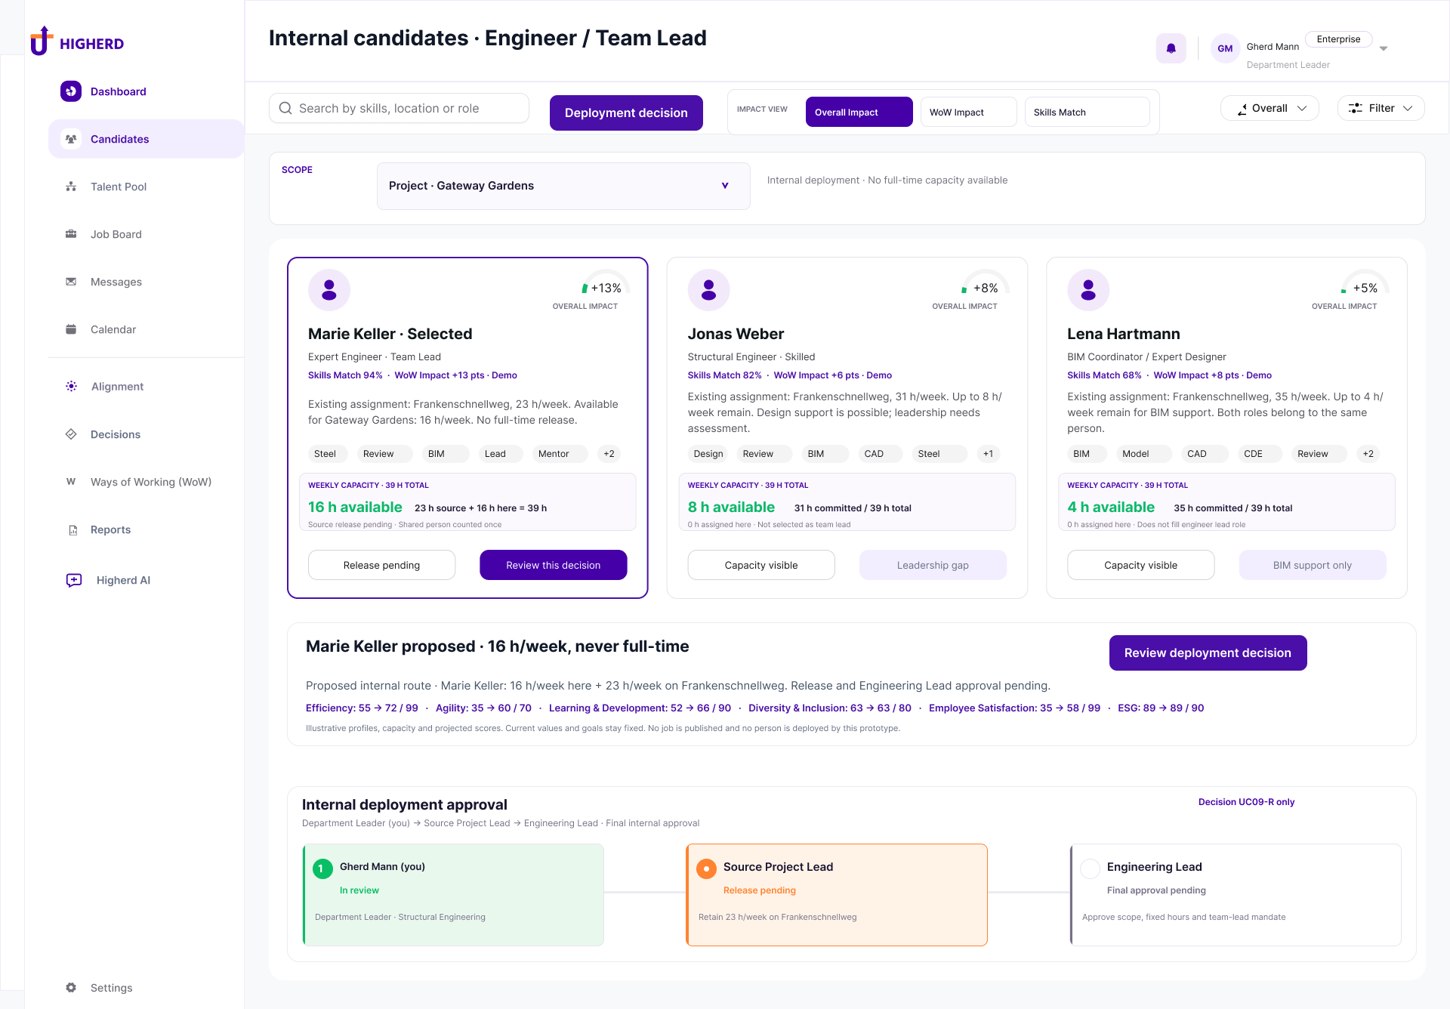 HIGHERD
Dashboard
Candidates
Talent Pool
Job Board
Messages
Calendar
Alignment
Decisions
W Ways of Working (WoW)
Reports
Higherd AI
Settings
Internal candidates · Engineer / Team Lead
GM
Gherd Mann
Enterprise
Department Leader
Search by skills, location or role
Deployment decision
IMPACT VIEW
Overall Impact
WoW Impact
Skills Match
Overall
Filter
SCOPE
Project · Gateway Gardens
Internal deployment · No full-time capacity available
+13%
OVERALL IMPACT
Marie Keller · Selected
Expert Engineer · Team Lead
Skills Match 94% · WoW Impact +13 pts · Demo
Existing assignment: Frankenschnellweg, 23 h/week. Available
for Gateway Gardens: 16 h/week. No full-time release.
Steel Review BIM Lead Mentor +2
WEEKLY CAPACITY · 39 H TOTAL
16 h available 23 h source + 16 h here = 39 h
Source release pending · Shared person counted once
Release pending
Review this decision
+8%
OVERALL IMPACT
Jonas Weber
Structural Engineer · Skilled
Skills Match 82% · WoW Impact +6 pts · Demo
Existing assignment: Frankenschnellweg, 31 h/week. Up to 8 h/
week remain. Design support is possible; leadership needs
assessment.
Design Review BIM CAD Steel +1
WEEKLY CAPACITY · 39 H TOTAL
8 h available 31 h committed / 39 h total
0 h assigned here · Not selected as team lead
Capacity visible
Leadership gap
+5%
OVERALL IMPACT
Lena Hartmann
BIM Coordinator / Expert Designer
Skills Match 68% · WoW Impact +8 pts · Demo
Existing assignment: Frankenschnellweg, 35 h/week. Up to 4 h/
week remain for BIM support. Both roles belong to the same
person.
BIM Model CAD CDE Review +2
WEEKLY CAPACITY · 39 H TOTAL
4 h available 35 h committed / 39 h total
0 h assigned here · Does not fill engineer lead role
Capacity visible
BIM support only
Marie Keller proposed · 16 h/week, never full-time
Review deployment decision
Proposed internal route · Marie Keller: 16 h/week here + 23 h/week on Frankenschnellweg. Release and Engineering Lead approval pending.
Efficiency: 55 → 72 / 99 · Agility: 35 → 60 / 70 · Learning & Development: 52 → 66 / 90 · Diversity & Inclusion: 63 → 63 / 80 · Employee Satisfaction: 35 → 58 / 99 · ESG: 89 → 89 / 90
Illustrative profiles, capacity and projected scores. Current values and goals stay fixed. No job is published and no person is deployed by this prototype.
Internal deployment approval
Decision UC09-R only
Department Leader (you) → Source Project Lead → Engineering Lead · Final internal approval
1 Gherd Mann (you)
In review
Department Leader · Structural Engineering
Source Project Lead
Release pending
Retain 23 h/week on Frankenschnellweg
Engineering Lead
Final approval pending
Approve scope, fixed hours and team-lead mandate